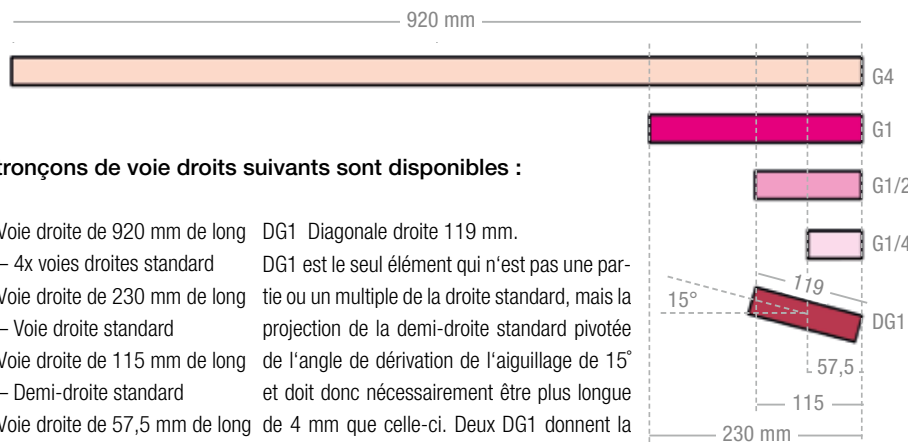 920 mm
G4
G1
G1/2
G1/4
tronçons de voie droits suivants sont disponibles :
Voie droite de 920 mm de long
– 4x voies droites standard
Voie droite de 230 mm de long
– Voie droite standard
Voie droite de 115 mm de long
– Demi-droite standard
Voie droite de 57,5 mm de long
DG1 Diagonale droite 119 mm.
DG1 est le seul élément qui n‘est pas une par-
tie ou un multiple de la droite standard, mais la
projection de la demi-droite standard pivotée
de l‘angle de dérivation de l‘aiguillage de 15°
et doit donc nécessairement être plus longue
de 4 mm que celle-ci. Deux DG1 donnent la
15°
119
DG1
57,5
115
230 mm